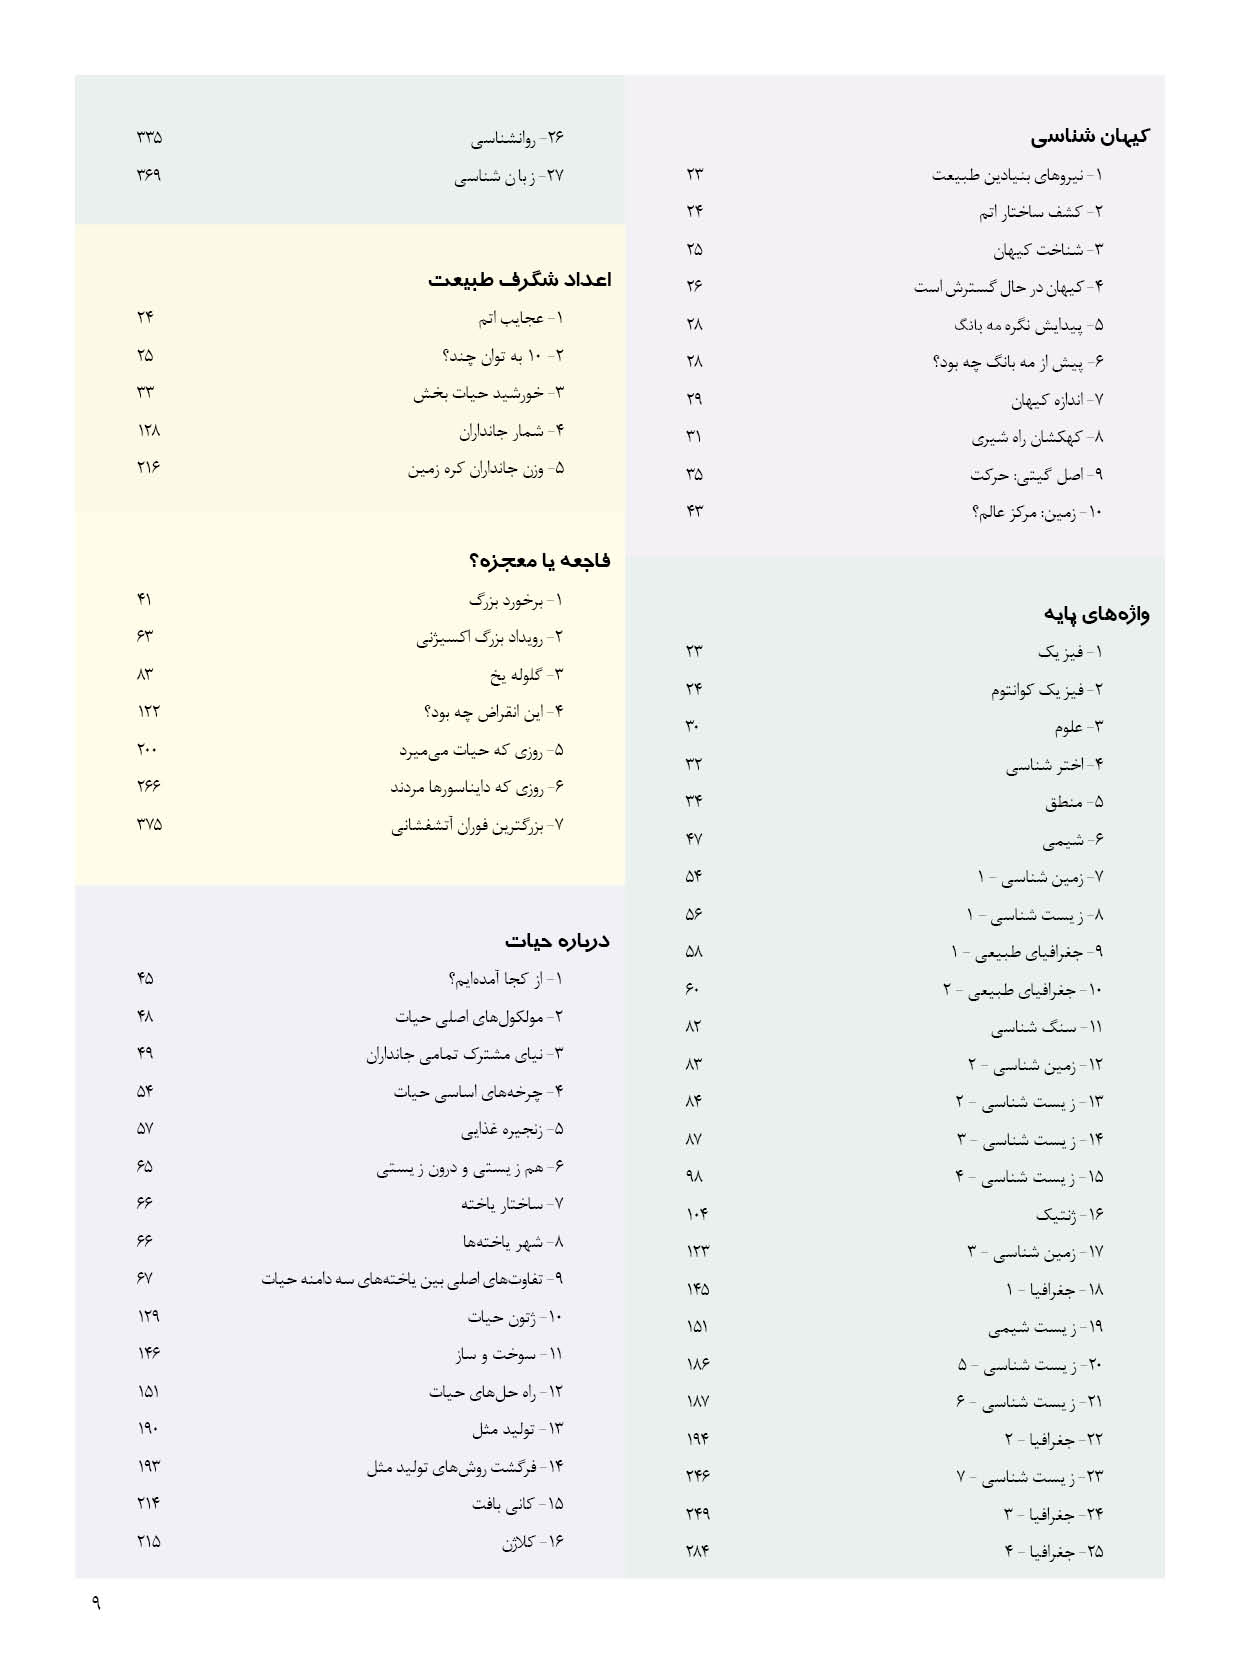 کیهان شناسی
۱- نیروهای بنیادین طبیعت ۲۳
۲- کشف ساختار اتم ۲۴
۳- شناخت کیهان ۲۵
۴- کیهان در حال گسترش است ۲۶
۵- پیدایش نگره مه بانگ ۲۸
۶- پیش از مه بانگ چه بود؟ ۲۸
۷- اندازه کیهان ۲۹
۸- کهکشان راه شیری ۳۱
۹- اصل گیتی: حرکت ۳۵
۱۰- زمین: مرکز عالم؟ ۴۳
واژه‌های پایه
۱- فیزیک ۲۳
۲- فیزیک کوانتوم ۲۴
۳- علوم ۳۰
۴- اختر شناسی ۳۲
۵- منطق ۳۴
۶- شیمی ۴۷
۷- زمین شناسی - ۱ ۵۴
۸- زیست شناسی - ۱ ۵۶
۹- جغرافیای طبیعی - ۱ ۵۸
۱۰- جغرافیای طبیعی - ۲ ۶۰
۱۱- سنگ شناسی ۸۲
۱۲- زمین شناسی - ۲ ۸۳
۱۳- زیست شناسی - ۲ ۸۴
۱۴- زیست شناسی - ۳ ۸۷
۱۵- زیست شناسی - ۴ ۹۸
۱۶- ژنتیک ۱۰۴
۱۷- زمین شناسی - ۳ ۱۲۳
۱۸- جغرافیا - ۱ ۱۴۵
۱۹- زیست شیمی ۱۵۱
۲۰- زیست شناسی - ۵ ۱۸۶
۲۱- زیست شناسی - ۶ ۱۸۷
۲۲- جغرافیا - ۲ ۱۹۴
۲۳- زیست شناسی - ۷ ۲۴۶
۲۴- جغرافیا - ۳ ۲۴۹
۲۵- جغرافیا - ۴ ۲۸۴
۲۶- روانشناسی ۳۳۵
۲۷- زبان شناسی ۳۶۹
اعداد شگرف طبیعت
۱- عجایب اتم ۲۴
۲- ۱۰ به توان چند؟ ۲۵
۳- خورشید حیات بخش ۳۳
۴- شمار جانداران ۱۲۸
۵- وزن جانداران کره زمین ۲۱۶
فاجعه یا معجزه؟
۱- برخورد بزرگ ۴۱
۲- رویداد بزرگ اکسیژنی ۶۳
۳- گلوله یخ ۸۳
۴- این انقراض چه بود؟ ۱۲۲
۵- روزی که حیات می‌میرد ۲۰۰
۶- روزی که دایناسورها مردند ۲۶۶
۷- بزرگترین فوران آتشفشانی ۳۷۵
درباره حیات
۱- از کجا آمده‌ایم؟ ۴۵
۲- مولکول‌های اصلی حیات ۴۸
۳- نیای مشترک تمامی جانداران ۴۹
۴- چرخه‌های اساسی حیات ۵۴
۵- زنجیره غذایی ۵۷
۶- هم زیستی و درون زیستی ۶۵
۷- ساختار یاخته ۶۶
۸- شهر یاخته‌ها ۶۶
۹- تفاوت‌های اصلی بین یاخته‌های سه دامنه حیات ۶۷
۱۰- ژتون حیات ۱۲۹
۱۱- سوخت و ساز ۱۴۶
۱۲- راه حل‌های حیات ۱۵۱
۱۳- تولید مثل ۱۹۰
۱۴- فرگشت روش‌های تولید مثل ۱۹۳
۱۵- کانی بافت ۲۱۴
۱۶- کلاژن ۲۱۵
۹